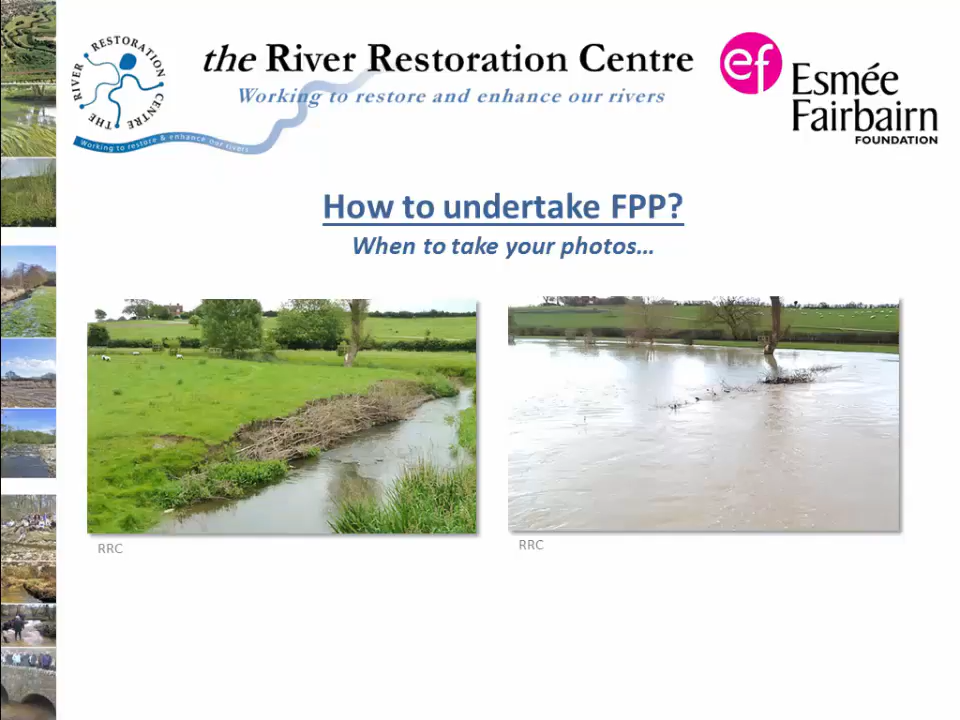 THE RIVER RESTORATION CENTRE
Working to restore & enhance our rivers
the River Restoration Centre
Working to restore and enhance our rivers
ef
Esmée
Fairbairn
FOUNDATION
How to undertake FPP?
When to take your photos...
RRC
RRC